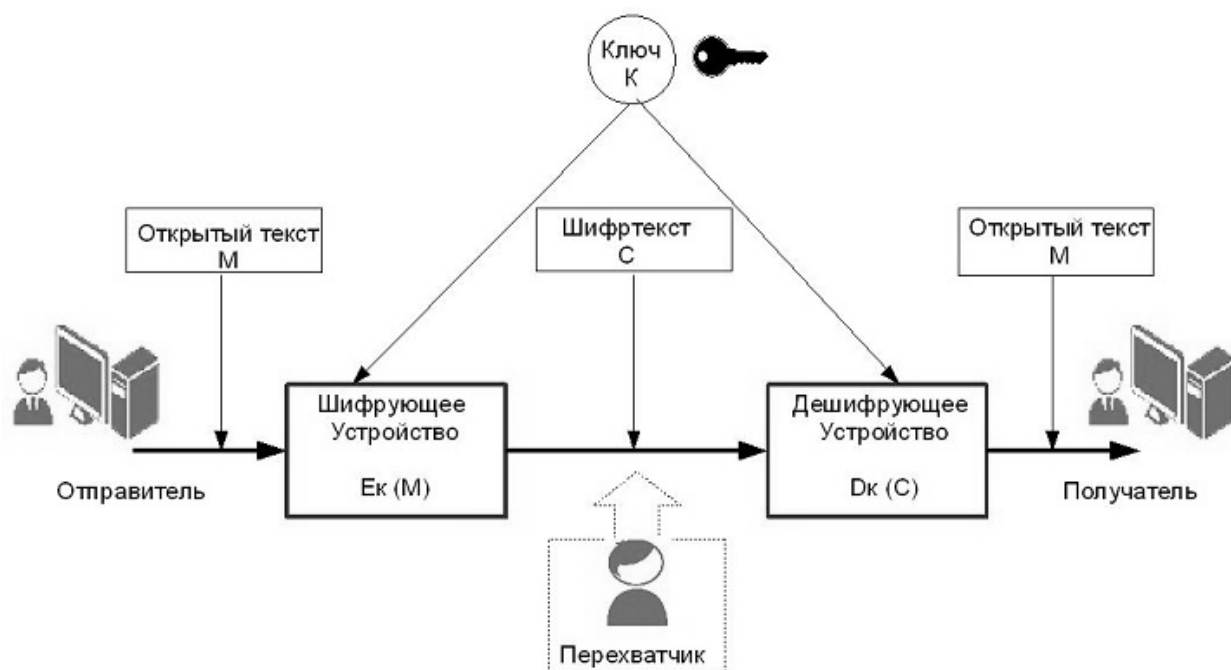 Ключ
К
Открытый текст
М
Шифртекст
С
Открытый текст
М
Шифрующее
Устройство
Ек (М)
Дешифрующее
Устройство
Dк (С)
Отправитель
Получатель
Перехватчик